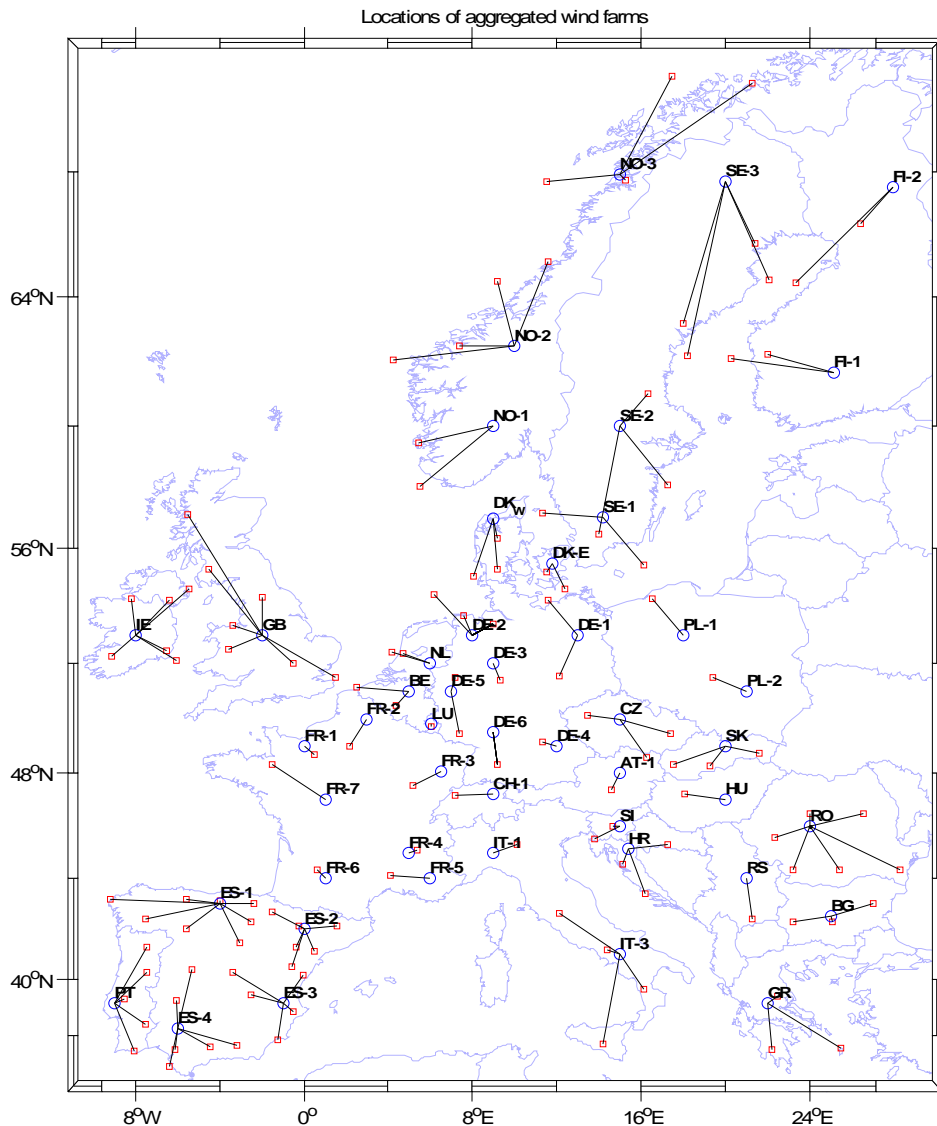 Locations of aggregated wind farms
NO-3
SE-3
FI-2
64°N
NO-2
FI-1
NO-1
SE-2
DK_W
SE-1
56°N
DK-E
IE
GB
DE-2
DE-1
PL-1
NL
DE-3
BE
DE-5
PL-2
FR-2
LU
CZ
FR-1
DE-6
DE-4
SK
48°N
FR-3
AT-1
FR-7
CH-1
HU
SI
RO
FR-4
IT-1
HR
FR-6
FR-5
RS
ES-1
BG
ES-2
IT-3
40°N
PT
ES-3
GR
ES-4
8°W
0°
8°E
16°E
24°E